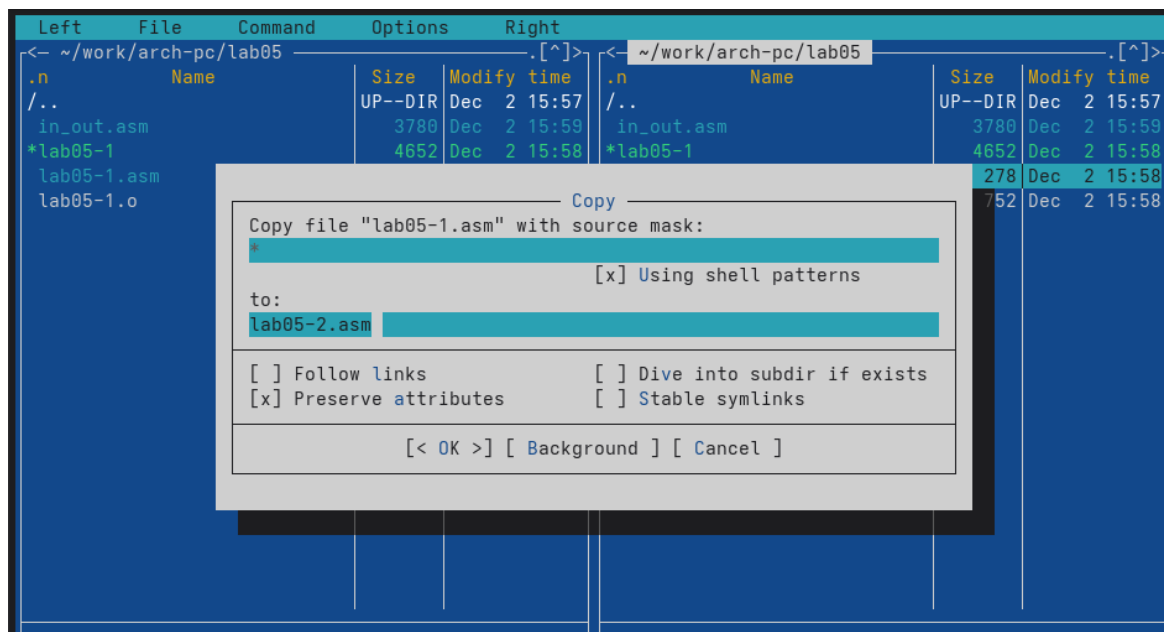 Left File Command Options Right
<— ~/work/arch-pc/lab05 .[^]> <— ~/work/arch-pc/lab05 .[^]>
.n Name Size Modify time .n Name Size Modify time
/.. UP--DIR Dec 2 15:57 /.. UP--DIR Dec 2 15:57
in_out.asm 3780 Dec 2 15:59 in_out.asm 3780 Dec 2 15:59
*lab05-1 4652 Dec 2 15:58 *lab05-1 4652 Dec 2 15:58
lab05-1.asm 278 Dec 2 15:58
lab05-1.o 752 Dec 2 15:58
Copy
Copy file "lab05-1.asm" with source mask:
*
[x] Using shell patterns
to:
lab05-2.asm
[ ] Follow links [ ] Dive into subdir if exists
[x] Preserve attributes [ ] Stable symlinks
[< OK >] [ Background ] [ Cancel ]